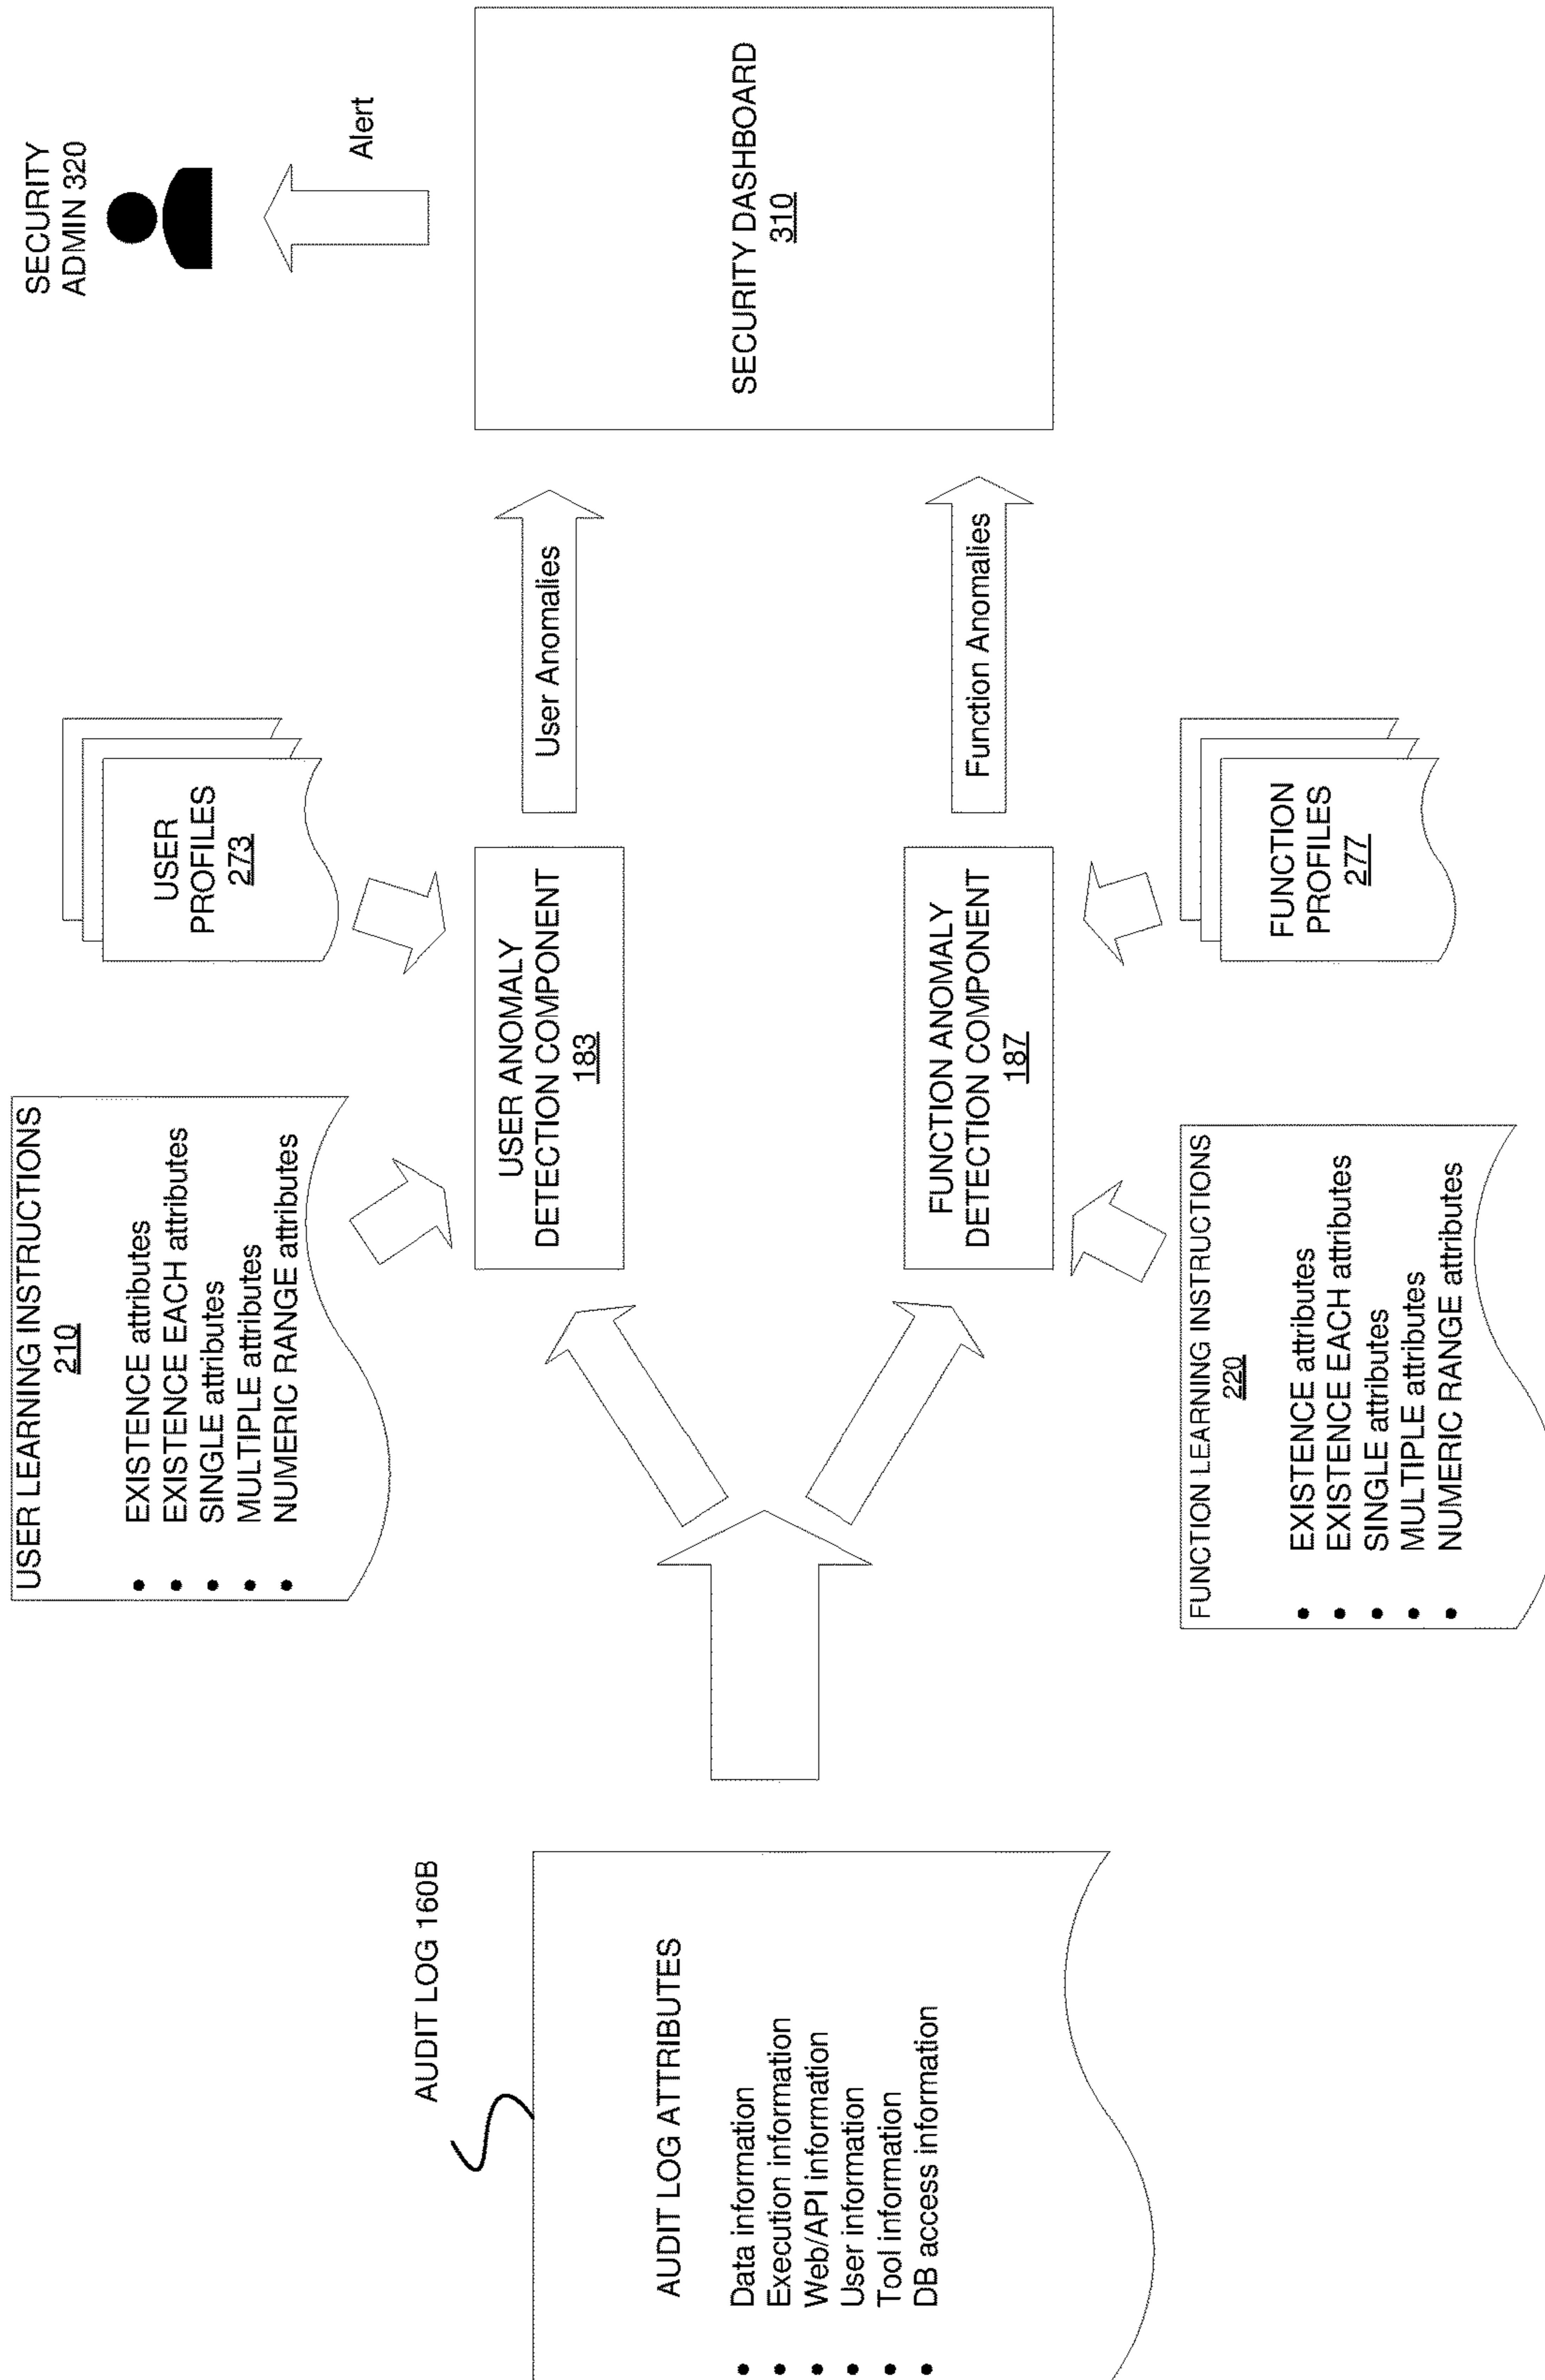 AUDIT LOG 160B
AUDIT LOG ATTRIBUTES
• Data information
• Execution information
• Web/API information
• User information
• Tool information
• DB access information
USER LEARNING INSTRUCTIONS
210
• EXISTENCE attributes
• EXISTENCE EACH attributes
• SINGLE attributes
• MULTIPLE attributes
• NUMERIC RANGE attributes
USER
PROFILES
273
USER ANOMALY
DETECTION COMPONENT
183
FUNCTION ANOMALY
DETECTION COMPONENT
187
FUNCTION LEARNING INSTRUCTIONS
220
• EXISTENCE attributes
• EXISTENCE EACH attributes
• SINGLE attributes
• MULTIPLE attributes
• NUMERIC RANGE attributes
FUNCTION
PROFILES
277
User Anomalies
Function Anomalies
SECURITY DASHBOARD
310
Alert
SECURITY
ADMIN 320